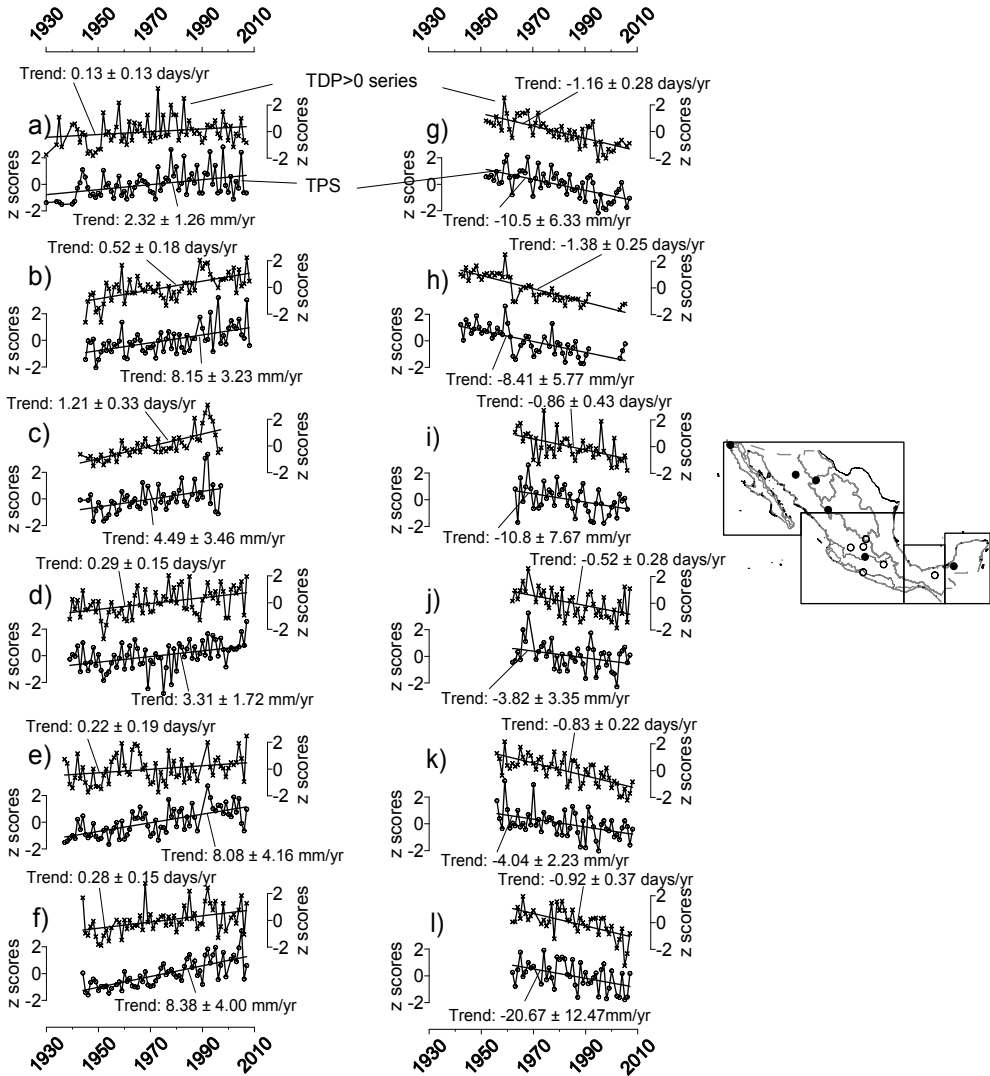 1930 1950 1970 1990 2010
1930 1950 1970 1990 2010
Trend: 0.13 ± 0.13 days/yr
TDP>0 series
a)
2
0
-2
z scores
z scores
2
0
-2
TPS
Trend: 2.32 ± 1.26 mm/yr
Trend: -1.16 ± 0.28 days/yr
g)
2
0
-2
z scores
z scores
2
0
-2
Trend: -10.5 ± 6.33 mm/yr
Trend: 0.52 ± 0.18 days/yr
b)
2
0
-2
z scores
z scores
2
0
-2
Trend: 8.15 ± 3.23 mm/yr
Trend: -1.38 ± 0.25 days/yr
h)
2
0
-2
z scores
z scores
2
0
-2
Trend: -8.41 ± 5.77 mm/yr
Trend: 1.21 ± 0.33 days/yr
c)
2
0
-2
z scores
z scores
2
0
-2
Trend: 4.49 ± 3.46 mm/yr
Trend: -0.86 ± 0.43 days/yr
i)
2
0
-2
z scores
z scores
2
0
-2
Trend: -10.8 ± 7.67 mm/yr
Trend: 0.29 ± 0.15 days/yr
d)
2
0
-2
z scores
z scores
2
0
-2
Trend: 3.31 ± 1.72 mm/yr
Trend: -0.52 ± 0.28 days/yr
j)
2
0
-2
z scores
z scores
2
0
-2
Trend: -3.82 ± 3.35 mm/yr
Trend: 0.22 ± 0.19 days/yr
e)
2
0
-2
z scores
z scores
2
0
-2
Trend: 8.08 ± 4.16 mm/yr
Trend: -0.83 ± 0.22 days/yr
k)
2
0
-2
z scores
z scores
2
0
-2
Trend: -4.04 ± 2.23 mm/yr
Trend: 0.28 ± 0.15 days/yr
f)
2
0
-2
z scores
z scores
2
0
-2
Trend: 8.38 ± 4.00 mm/yr
Trend: -0.92 ± 0.37 days/yr
l)
2
0
-2
z scores
z scores
2
0
-2
Trend: -20.67 ± 12.47mm/yr
1930 1950 1970 1990 2010
1930 1950 1970 1990 2010